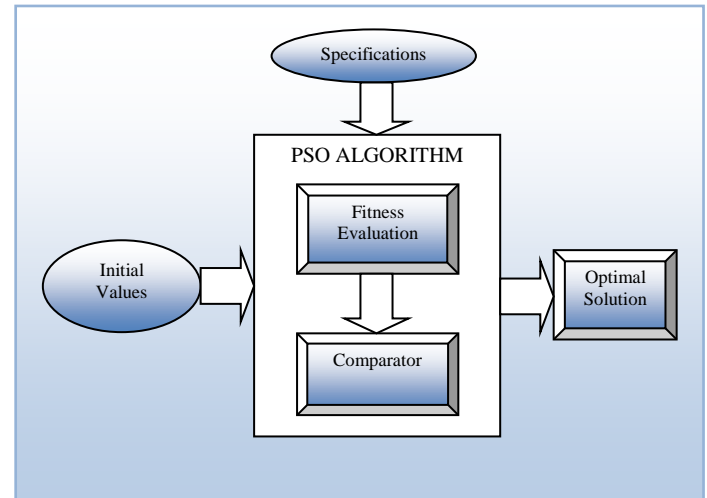 Specifications
PSO ALGORITHM
Fitness
Evaluation
Initial
Values
Optimal
Solution
Comparator